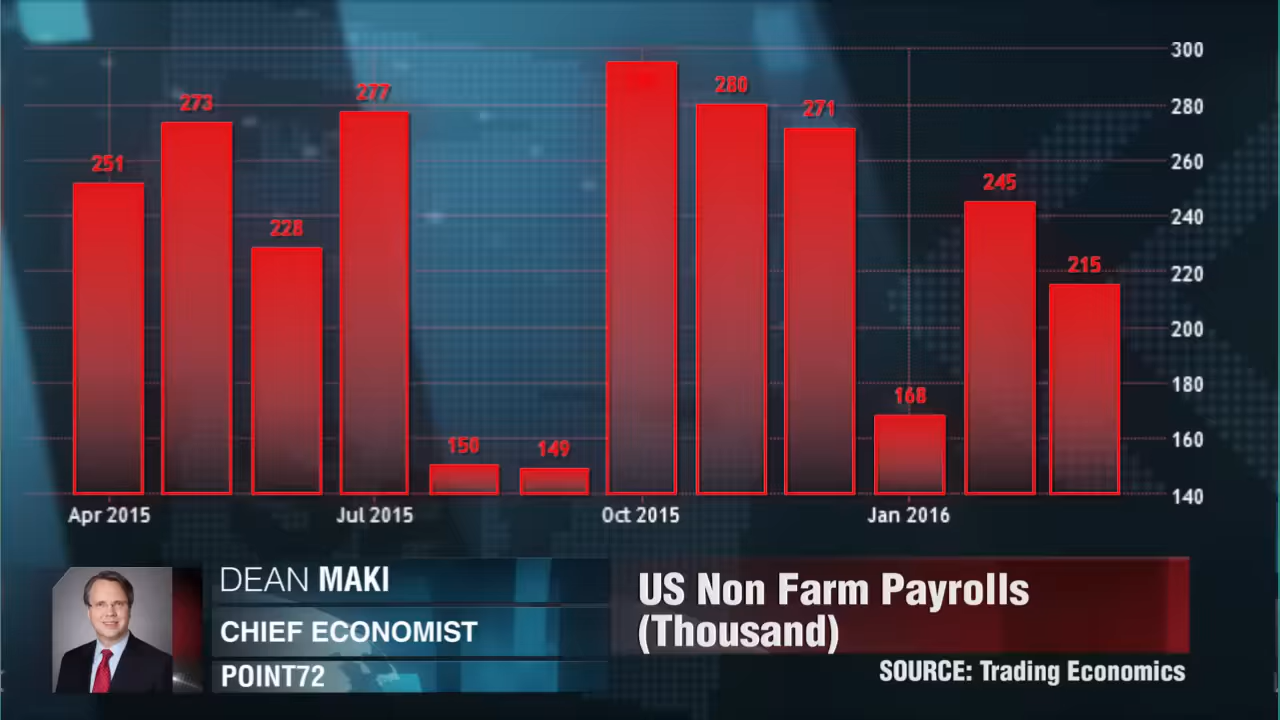 300
280
260
240
220
200
180
160
140
251
273
228
277
150
149
280
271
168
245
215
Apr 2015
Jul 2015
Oct 2015
Jan 2016
DEAN MAKI
CHIEF ECONOMIST
POINT72
US Non Farm Payrolls
(Thousand)
SOURCE: Trading Economics